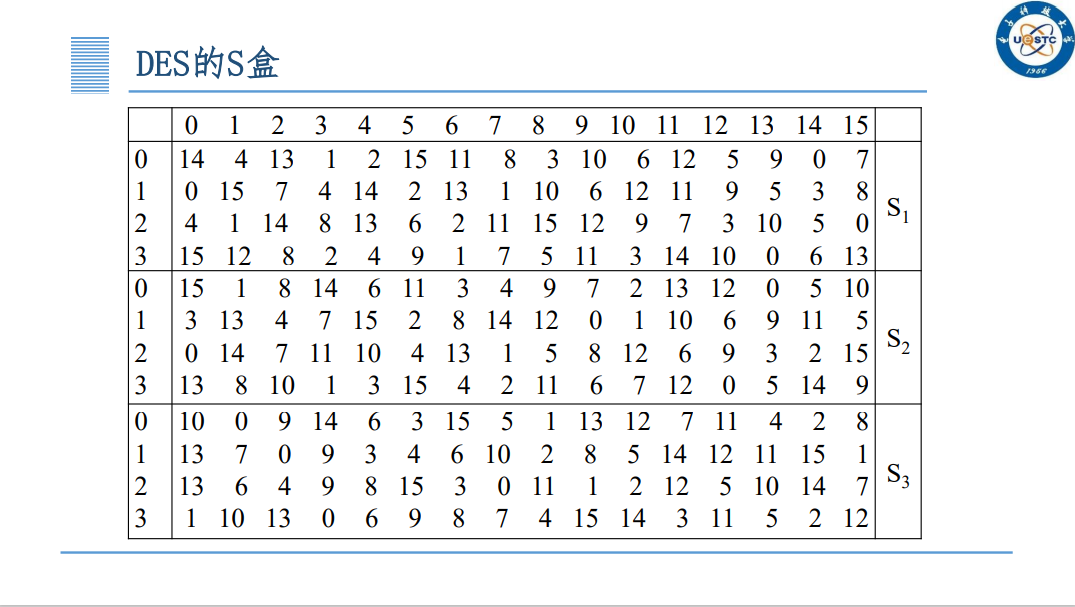 DES的S盒
电子科技大学
UESTC
1956
0 1 2 3 4 5 6 7 8 9 10 11 12 13 14 15
0 14 4 13 1 2 15 11 8 3 10 6 12 5 9 0 7
1 0 15 7 4 14 2 13 1 10 6 12 11 9 5 3 8
2 4 1 14 8 13 6 2 11 15 12 9 7 3 10 5 0
3 15 12 8 2 4 9 1 7 5 11 3 14 10 0 6 13
S1
0 15 1 8 14 6 11 3 4 9 7 2 13 12 0 5 10
1 3 13 4 7 15 2 8 14 12 0 1 10 6 9 11 5
2 0 14 7 11 10 4 13 1 5 8 12 6 9 3 2 15
3 13 8 10 1 3 15 4 2 11 6 7 12 0 5 14 9
S2
0 10 0 9 14 6 3 15 5 1 13 12 7 11 4 2 8
1 13 7 0 9 3 4 6 10 2 8 5 14 12 11 15 1
2 13 6 4 9 8 15 3 0 11 1 2 12 5 10 14 7
3 1 10 13 0 6 9 8 7 4 15 14 3 11 5 2 12
S3